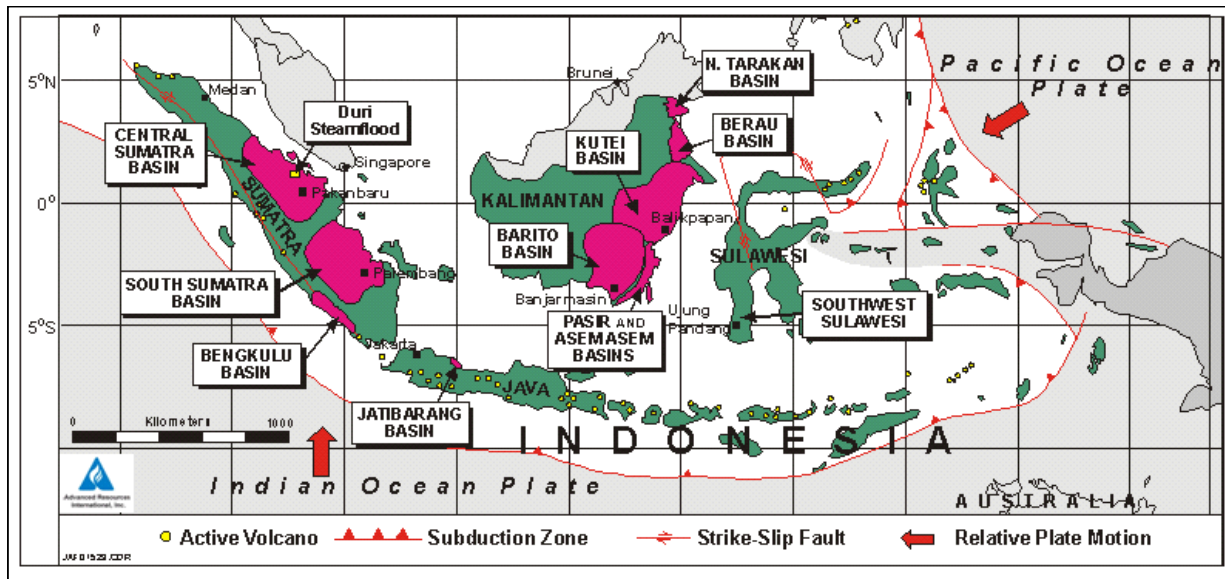 N. TARAKAN
BASIN
Pacific Ocean
Plate
Brunei
5°N
Medan
Duri
Steamflood
CENTRAL
SUMATRA
BASIN
KUTEI
BASIN
BERAU
BASIN
Singapore
Pakanbaru
SUMATRA
0°
KALIMANTAN
Balikpapan
BARITO
BASIN
SULAWESI
SOUTH SUMATRA
BASIN
Palembang
Banjarmasin
Ujung
Pandang
SOUTHWEST
SULAWESI
5°S
PASIR AND
ASEMASEM
BASINS
BENGKULU
BASIN
Jakarta
JAVA
JATIBARANG
BASIN
0 Kilometers 1000
INDONESIA
Indian Ocean Plate
AUSTRALIA
Advanced Resources
International, Inc.
Active Volcano
Subduction Zone
Strike-Slip Fault
Relative Plate Motion